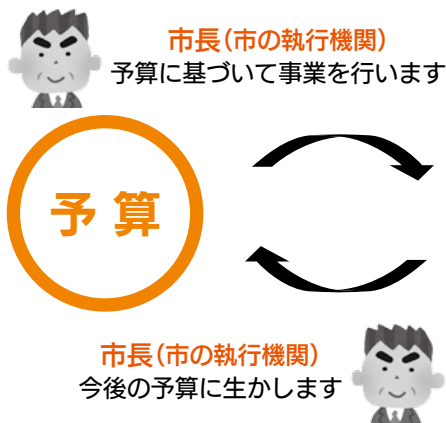 市長(市の執行機関)
予算に基づいて事業を行います
予算
市長(市の執行機関)
今後の予算に生かします